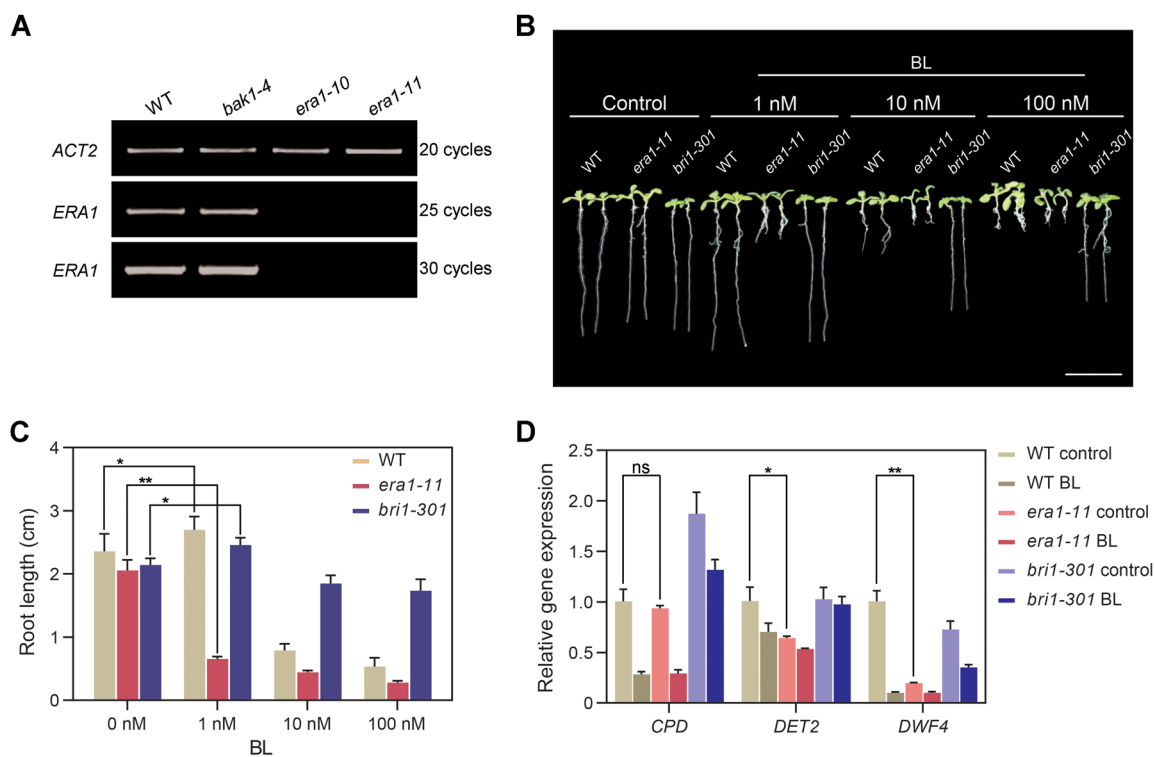 A
WT
bak1-4
era1-10
era1-11
ACT2
20 cycles
ERA1
25 cycles
ERA1
30 cycles
B
BL
Control
1 nM
10 nM
100 nM
WT
era1-11
bri1-301
WT
era1-11
bri1-301
WT
era1-11
bri1-301
WT
era1-11
bri1-301
C
Root length (cm)
4
3
2
1
0
*
**
*
WT
era1-11
bri1-301
0 nM
1 nM
10 nM
100 nM
BL
D
Relative gene expression
2.5
2.0
1.5
1.0
0.5
0
ns
*
**
CPD
DET2
DWF4
WT control
WT BL
era1-11 control
era1-11 BL
bri1-301 control
bri1-301 BL